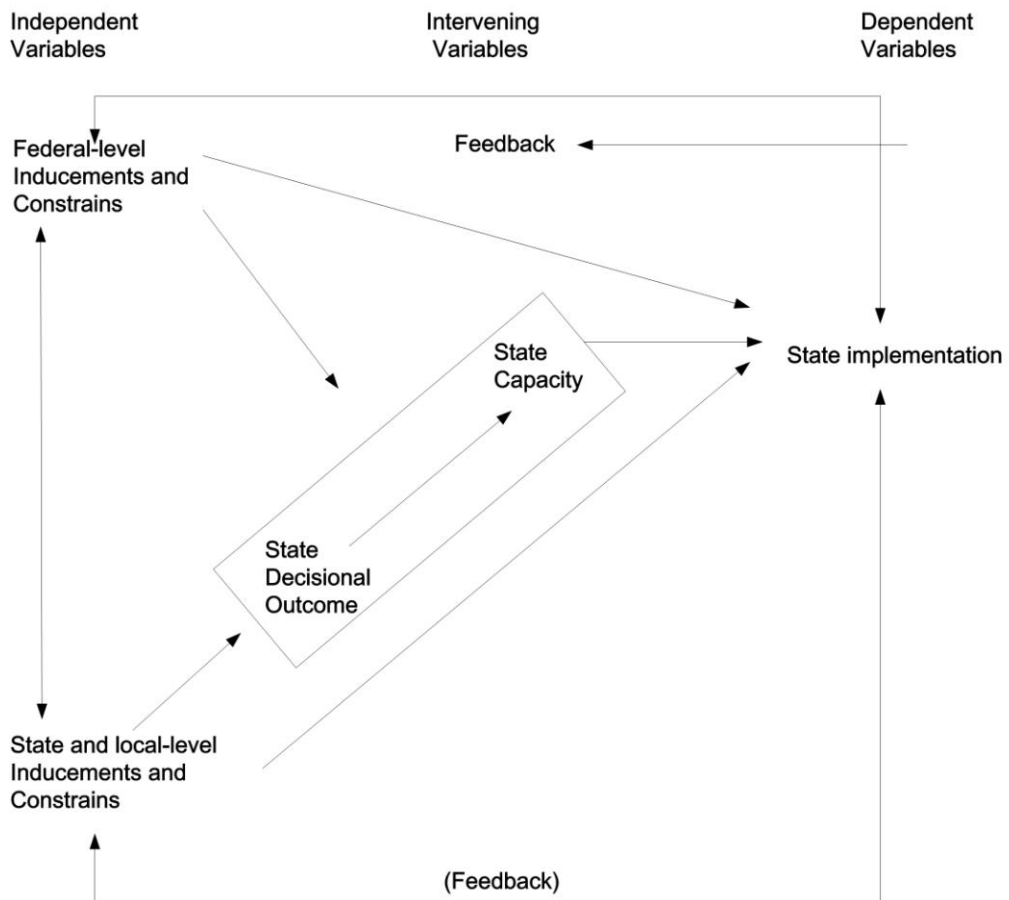 Independent
Variables
Intervening
Variables
Dependent
Variables
Federal-level
Inducements and
Constrains
Feedback
State
Capacity
State implementation
State
Decisional
Outcome
State and local-level
Inducements and
Constrains
(Feedback)